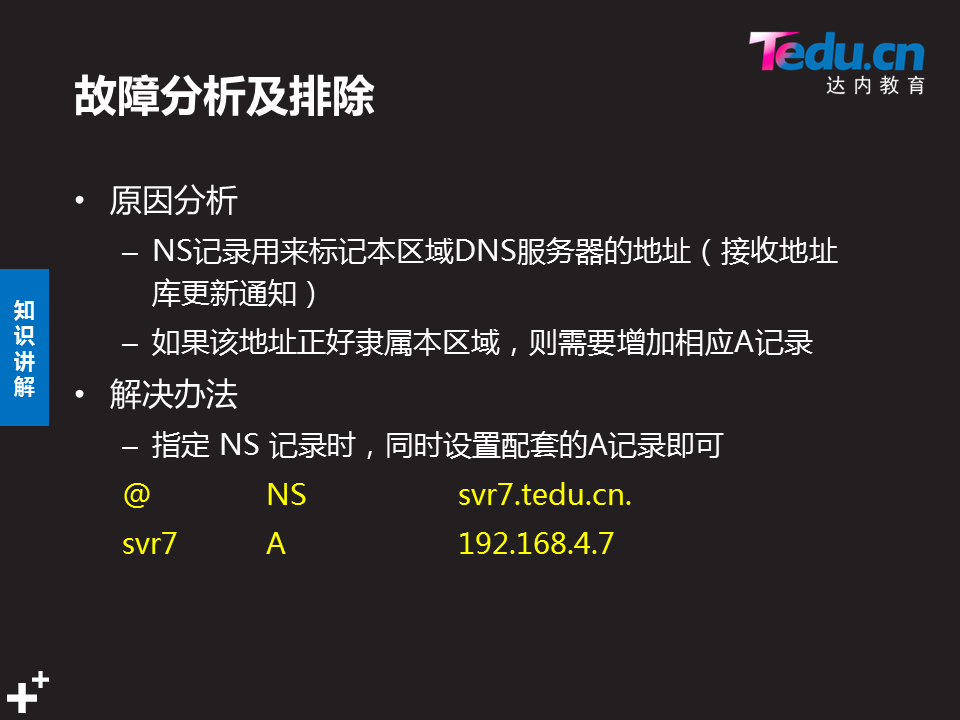 Tedu.cn
达内教育
故障分析及排除
• 原因分析
– NS记录用来标记本区域DNS服务器的地址（接收地址
库更新通知）
– 如果该地址正好隶属本区域，则需要增加相应A记录
• 解决办法
– 指定 NS 记录时，同时设置配套的A记录即可
@ NS svr7.tedu.cn.
svr7 A 192.168.4.7
知
识
讲
解